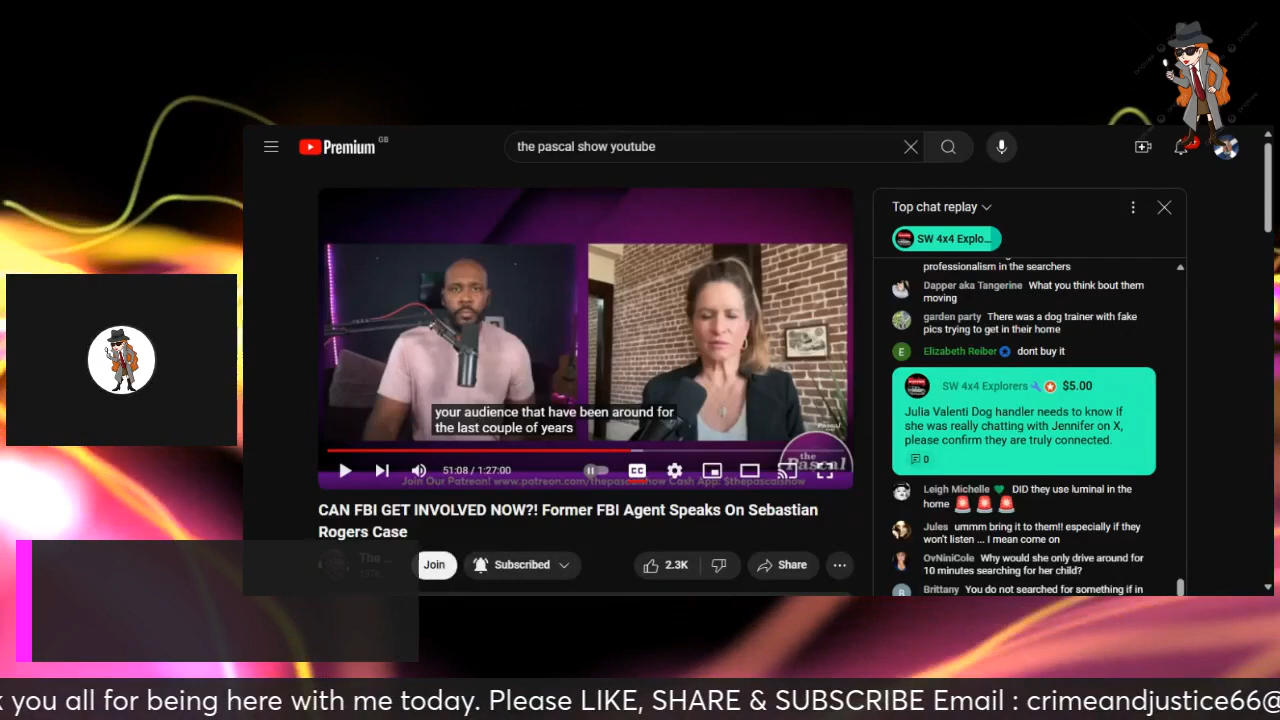 Premium GB
the pascal show youtube
Top chat replay
SW 4x4 Explo...
professionalism in the searchers
Dapper aka Tangerine What you think bout them
moving
garden party There was a dog trainer with fake
pics trying to get in their home
E Elizabeth Reiber dont buy it
SW 4x4 Explorers $5.00
Julia Valenti Dog handler needs to know if
she was really chatting with Jennifer on X,
please confirm they are truly connected.
0
Leigh Michelle DID they use luminal in the
home
Jules ummm bring it to them!! especially if they
won't listen ... I mean come on
OvNiniCole Why would she only drive around for
10 minutes searching for her child?
B Brittany You do not searched for something if in
your audience that have been around for
the last couple of years
the Pascal
51:08 / 1:27:00
CC
Join Our Patreon! www.patreon.com/thepascalshow Cash App: $thepascalshow
CAN FBI GET INVOLVED NOW?! Former FBI Agent Speaks On Sebastian
Rogers Case
The ...
Join
Subscribed
2.3K
Share
k you all for being here with me today. Please LIKE, SHARE & SUBSCRIBE Email : crimeandjustice66@